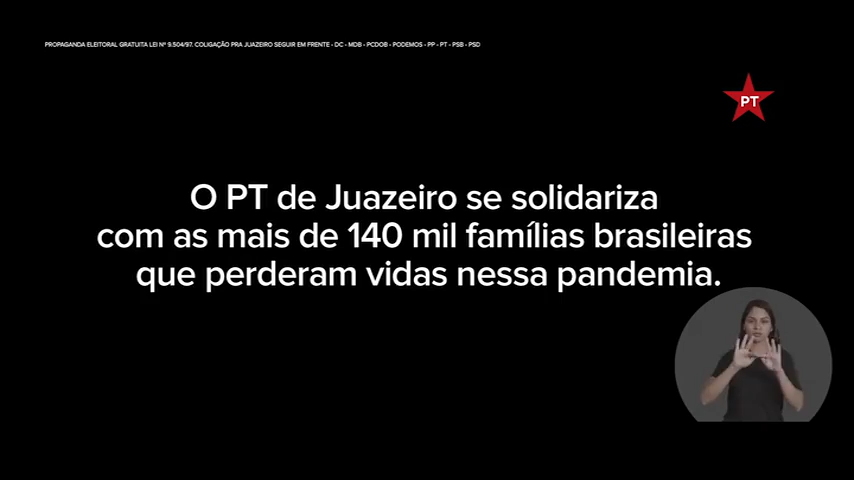 PROPAGANDA ELEITORAL GRATUITA LEI Nº 9.504/97. COLIGAÇÃO PRA JUAZEIRO SEGUIR EM FRENTE - DC - MDB - PCDOB - PODEMOS - PP - PT - PSB - PSD
PT
O PT de Juazeiro se solidariza
com as mais de 140 mil famílias brasileiras
que perderam vidas nessa pandemia.